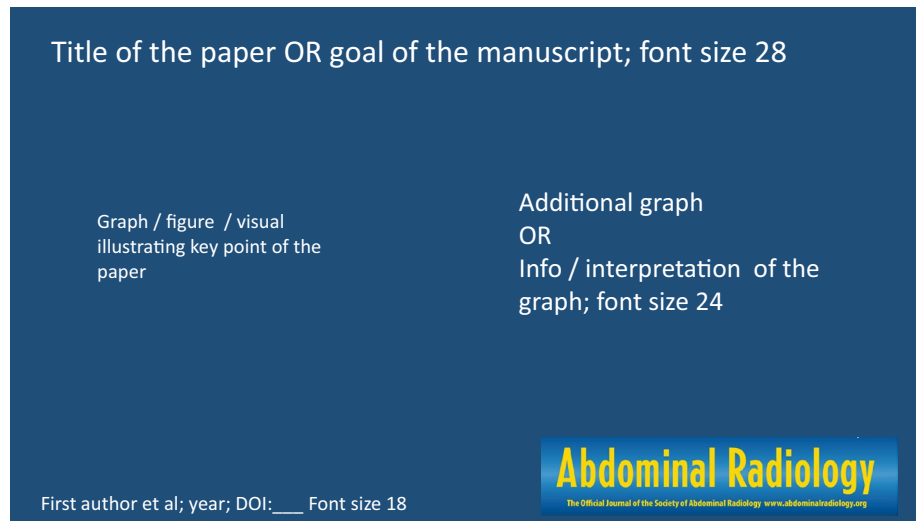 Title of the paper OR goal of the manuscript; font size 28
Graph / figure  / visual
illustrating key point of the
paper
Additional graph
OR
Info / interpretation  of the
graph; font size 24
First author et al; year; DOI:___ Font size 18
Abdominal Radiology
The Official Journal of the Society of Abdominal Radiology  www.abdominalradiology.org